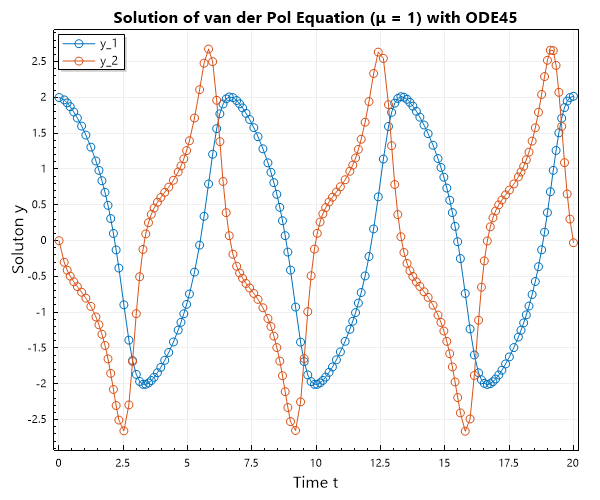 Solution of van der Pol Equation (μ = 1) with ODE45
y_1
y_2
Soluton y
2.5
2
1.5
1
0.5
0
-0.5
-1
-1.5
-2
-2.5
0 2.5 5 7.5 10 12.5 15 17.5 20
Time t